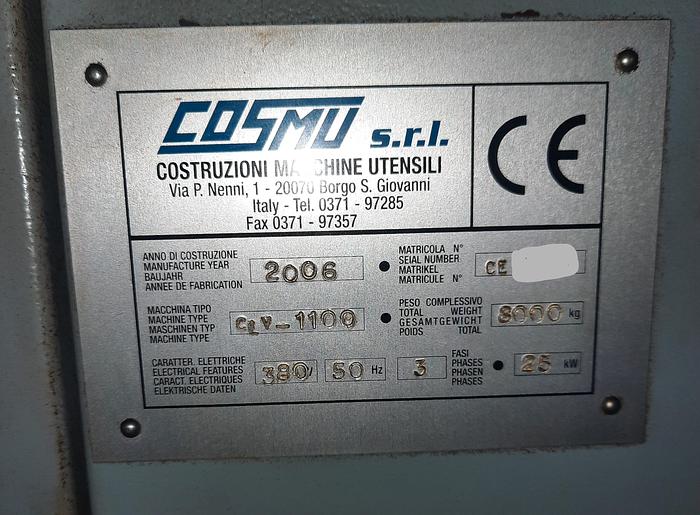 COSMU s.r.l.
COSTRUZIONI MACCHINE UTENSILI
Via P. Nenni, 1 - 20070 Borgo S. Giovanni
Italy - Tel. 0371 - 97285
Fax 0371 - 97357
CE
ANNO DI COSTRUZIONE
MANUFACTURE YEAR
BAUJAHR
ANNEE DE FABRICATION
2006
MATRICOLA N°
SEIAL NUMBER
MATRIKEL
MATRICULE N°
CE
MACCHINA TIPO
MACHINE TYPE
MASCHINEN TYP
MACHINE TYPE
CLV-1100
PESO COMPLESSIVO
TOTAL WEIGHT
GESAMTGEWICHT
POIDS TOTAL
8000 kg
CARATTER. ELETTRICHE
ELECTRICAL FEATURES
CARACT. ELECTRIQUES
ELEKTRISCHE DATEN
380/ 50 Hz 3
FASI
PHASES
PHASEN
PHASES
25 kW